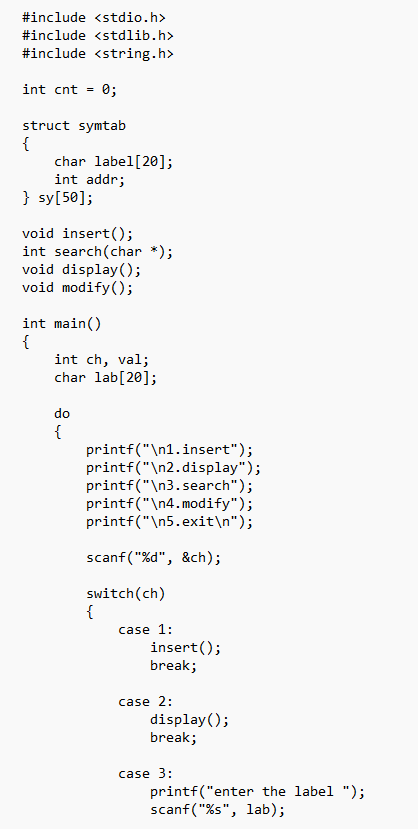 #include <stdio.h>
#include <stdlib.h>
#include <string.h>

int cnt = 0;

struct symtab
{
    char label[20];
    int addr;
} sy[50];

void insert();
int search(char *);
void display();
void modify();

int main()
{
    int ch, val;
    char lab[20];

    do
    {
        printf("\n1.insert");
        printf("\n2.display");
        printf("\n3.search");
        printf("\n4.modify");
        printf("\n5.exit\n");

        scanf("%d", &ch);

        switch(ch)
        {
            case 1:
                insert();
                break;

            case 2:
                display();
                break;

            case 3:
                printf("enter the label ");
                scanf("%s", lab);